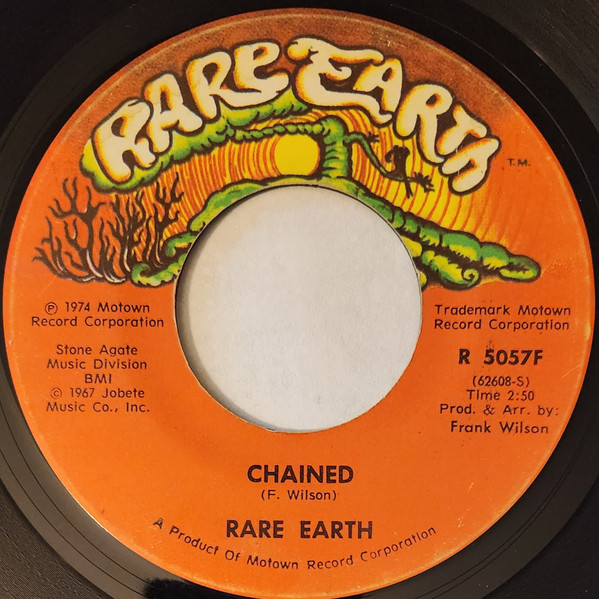 RARE EARTH
T.M.
℗ 1974 Motown
Record Corporation
Stone Agate
Music Division
BMI
© 1967 Jobete
Music Co., Inc.
Trademark Motown
Record Corporation
R 5057F
(62608-S)
Time 2:50
Prod. & Arr. by:
Frank Wilson
CHAINED
(F. Wilson)
RARE EARTH
A Product Of Motown Record Corporation